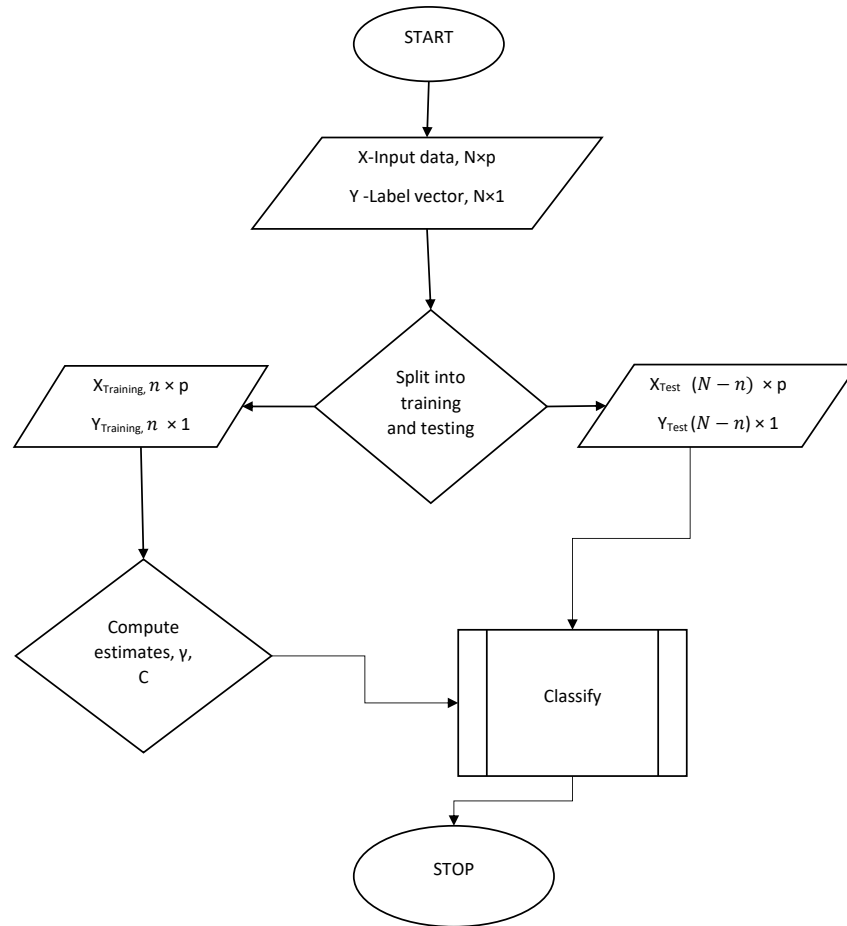 START
X-Input data, N×p
Y -Label vector, N×1
Split into
training
and testing
XTraining, n × p
YTraining, n × 1
XTest (N − n) × p
YTest (N − n) × 1
Compute
estimates, γ,
C
Classify
STOP